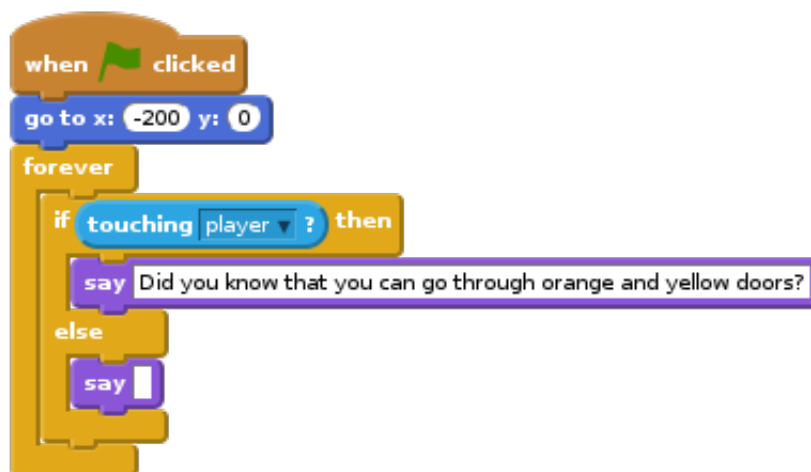 when clicked
go to x: -200 y: 0
forever
if touching player ? then
say Did you know that you can go through orange and yellow doors?
else
say